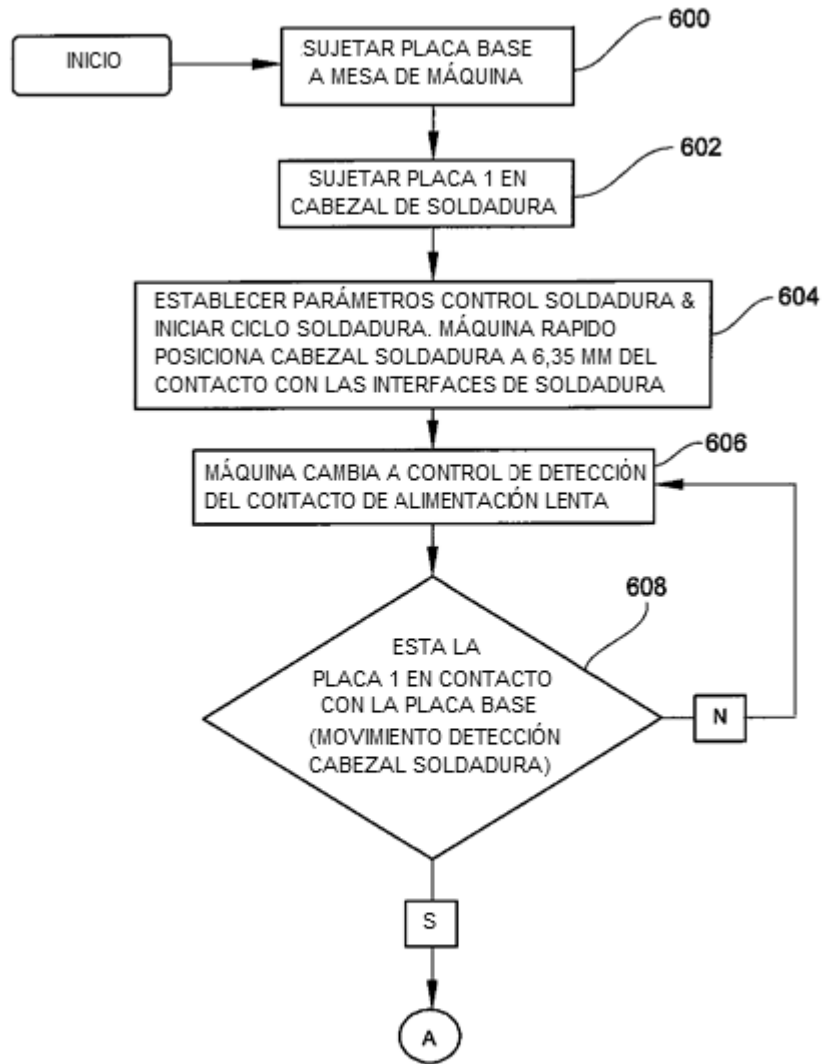 INICIO
SUJETAR PLACA BASE
A MESA DE MÁQUINA
600
SUJETAR PLACA 1 EN
CABEZAL DE SOLDADURA
602
ESTABLECER PARÁMETROS CONTROL SOLDADURA &
INICIAR CICLO SOLDADURA. MÁQUINA RAPIDO
POSICIONA CABEZAL SOLDADURA A 6,35 MM DEL
CONTACTO CON LAS INTERFACES DE SOLDADURA
604
MÁQUINA CAMBIA A CONTROL DE DETECCIÓN
DEL CONTACTO DE ALIMENTACIÓN LENTA
606
ESTA LA
PLACA 1 EN CONTACTO
CON LA PLACA BASE
(MOVIMIENTO DETECCIÓN
CABEZAL SOLDADURA)
608
N
S
A